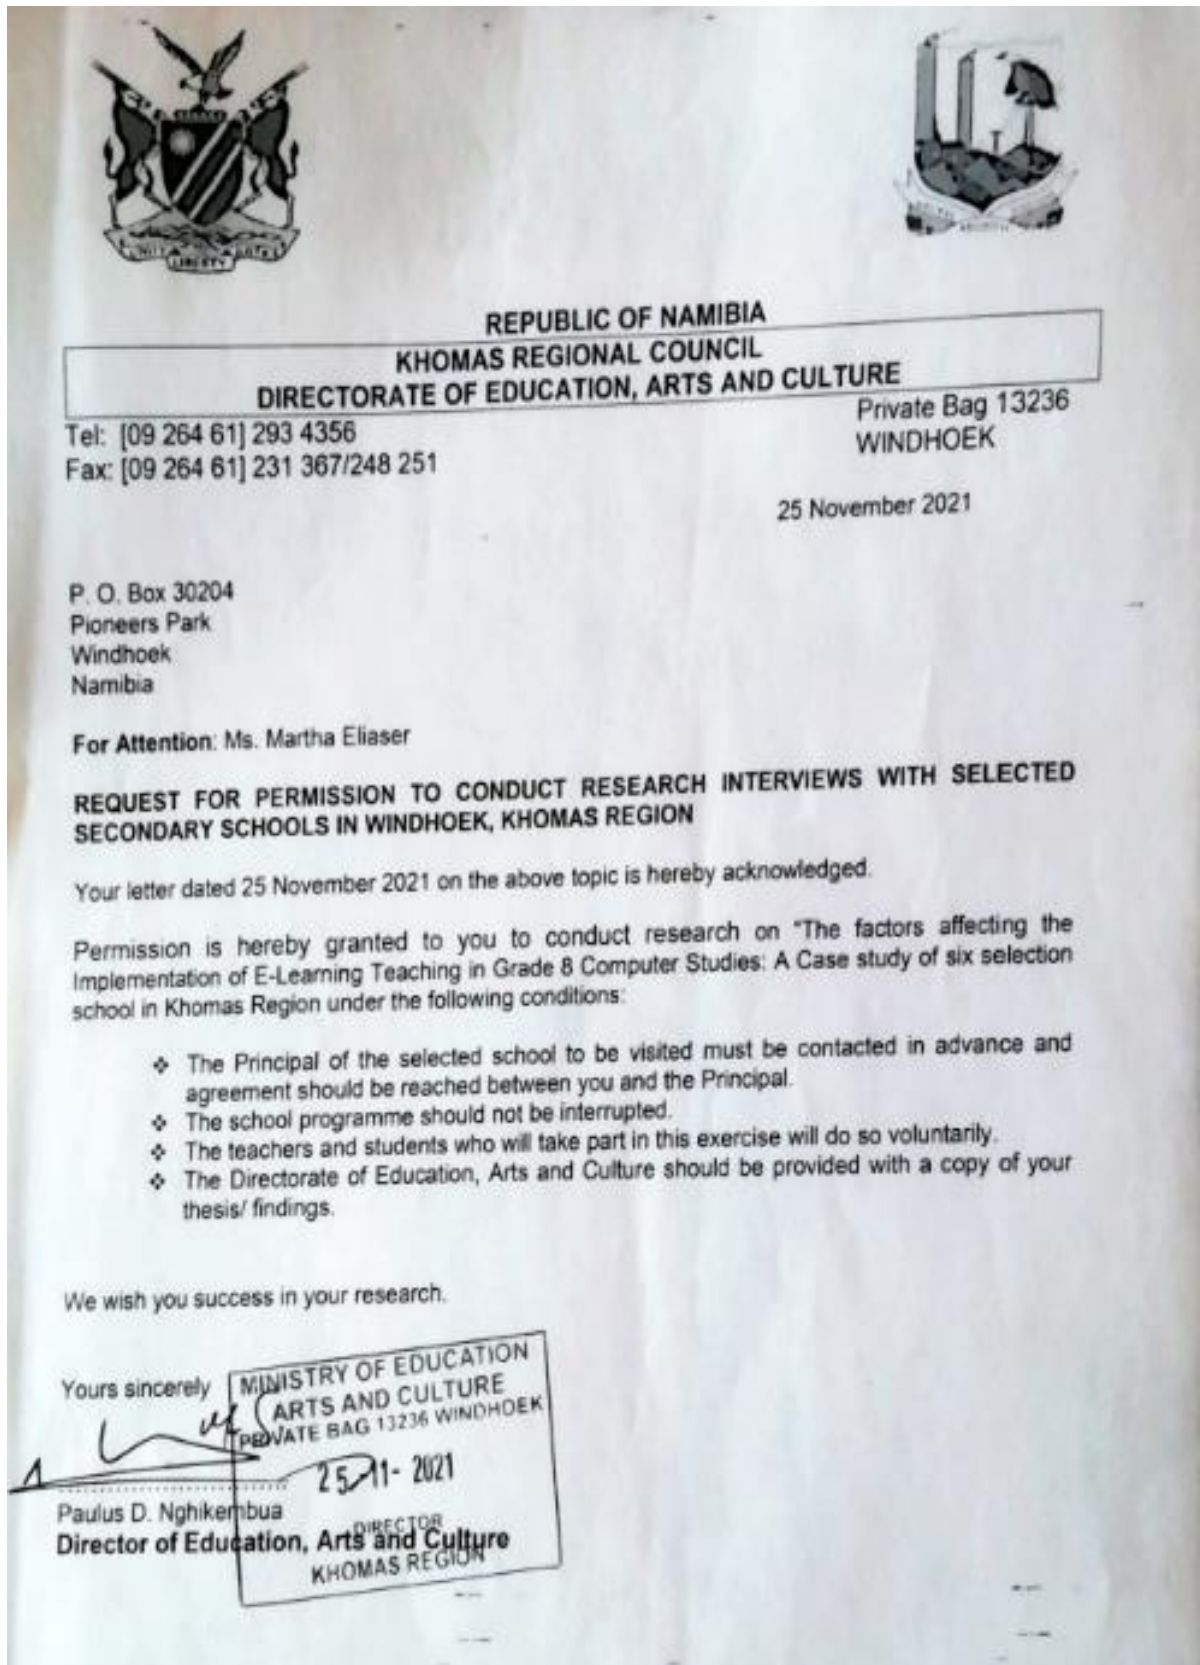 UNITY LIBERTY JUSTICE
REPUBLIC OF NAMIBIA
KHOMAS REGIONAL COUNCIL
DIRECTORATE OF EDUCATION, ARTS AND CULTURE
Tel: [09 264 61] 293 4356
Fax: [09 264 61] 231 367/248 251
Private Bag 13236
WINDHOEK
25 November 2021
P. O. Box 30204
Pioneers Park
Windhoek
Namibia
For Attention: Ms. Martha Eliaser
REQUEST FOR PERMISSION TO CONDUCT RESEARCH INTERVIEWS WITH SELECTED
SECONDARY SCHOOLS IN WINDHOEK, KHOMAS REGION
Your letter dated 25 November 2021 on the above topic is hereby acknowledged.
Permission is hereby granted to you to conduct research on "The factors affecting the
Implementation of E-Learning Teaching in Grade 8 Computer Studies: A Case study of six selection
school in Khomas Region under the following conditions:
❖ The Principal of the selected school to be visited must be contacted in advance and
agreement should be reached between you and the Principal.
❖ The school programme should not be interrupted.
❖ The teachers and students who will take part in this exercise will do so voluntarily.
❖ The Directorate of Education, Arts and Culture should be provided with a copy of your
thesis/ findings.
We wish you success in your research.
Yours sincerely
MINISTRY OF EDUCATION
ARTS AND CULTURE
PRIVATE BAG 13236 WINDHOEK
25-11- 2021
DIRECTOR
KHOMAS REGION
Paulus D. Nghikembua
Director of Education, Arts and Culture